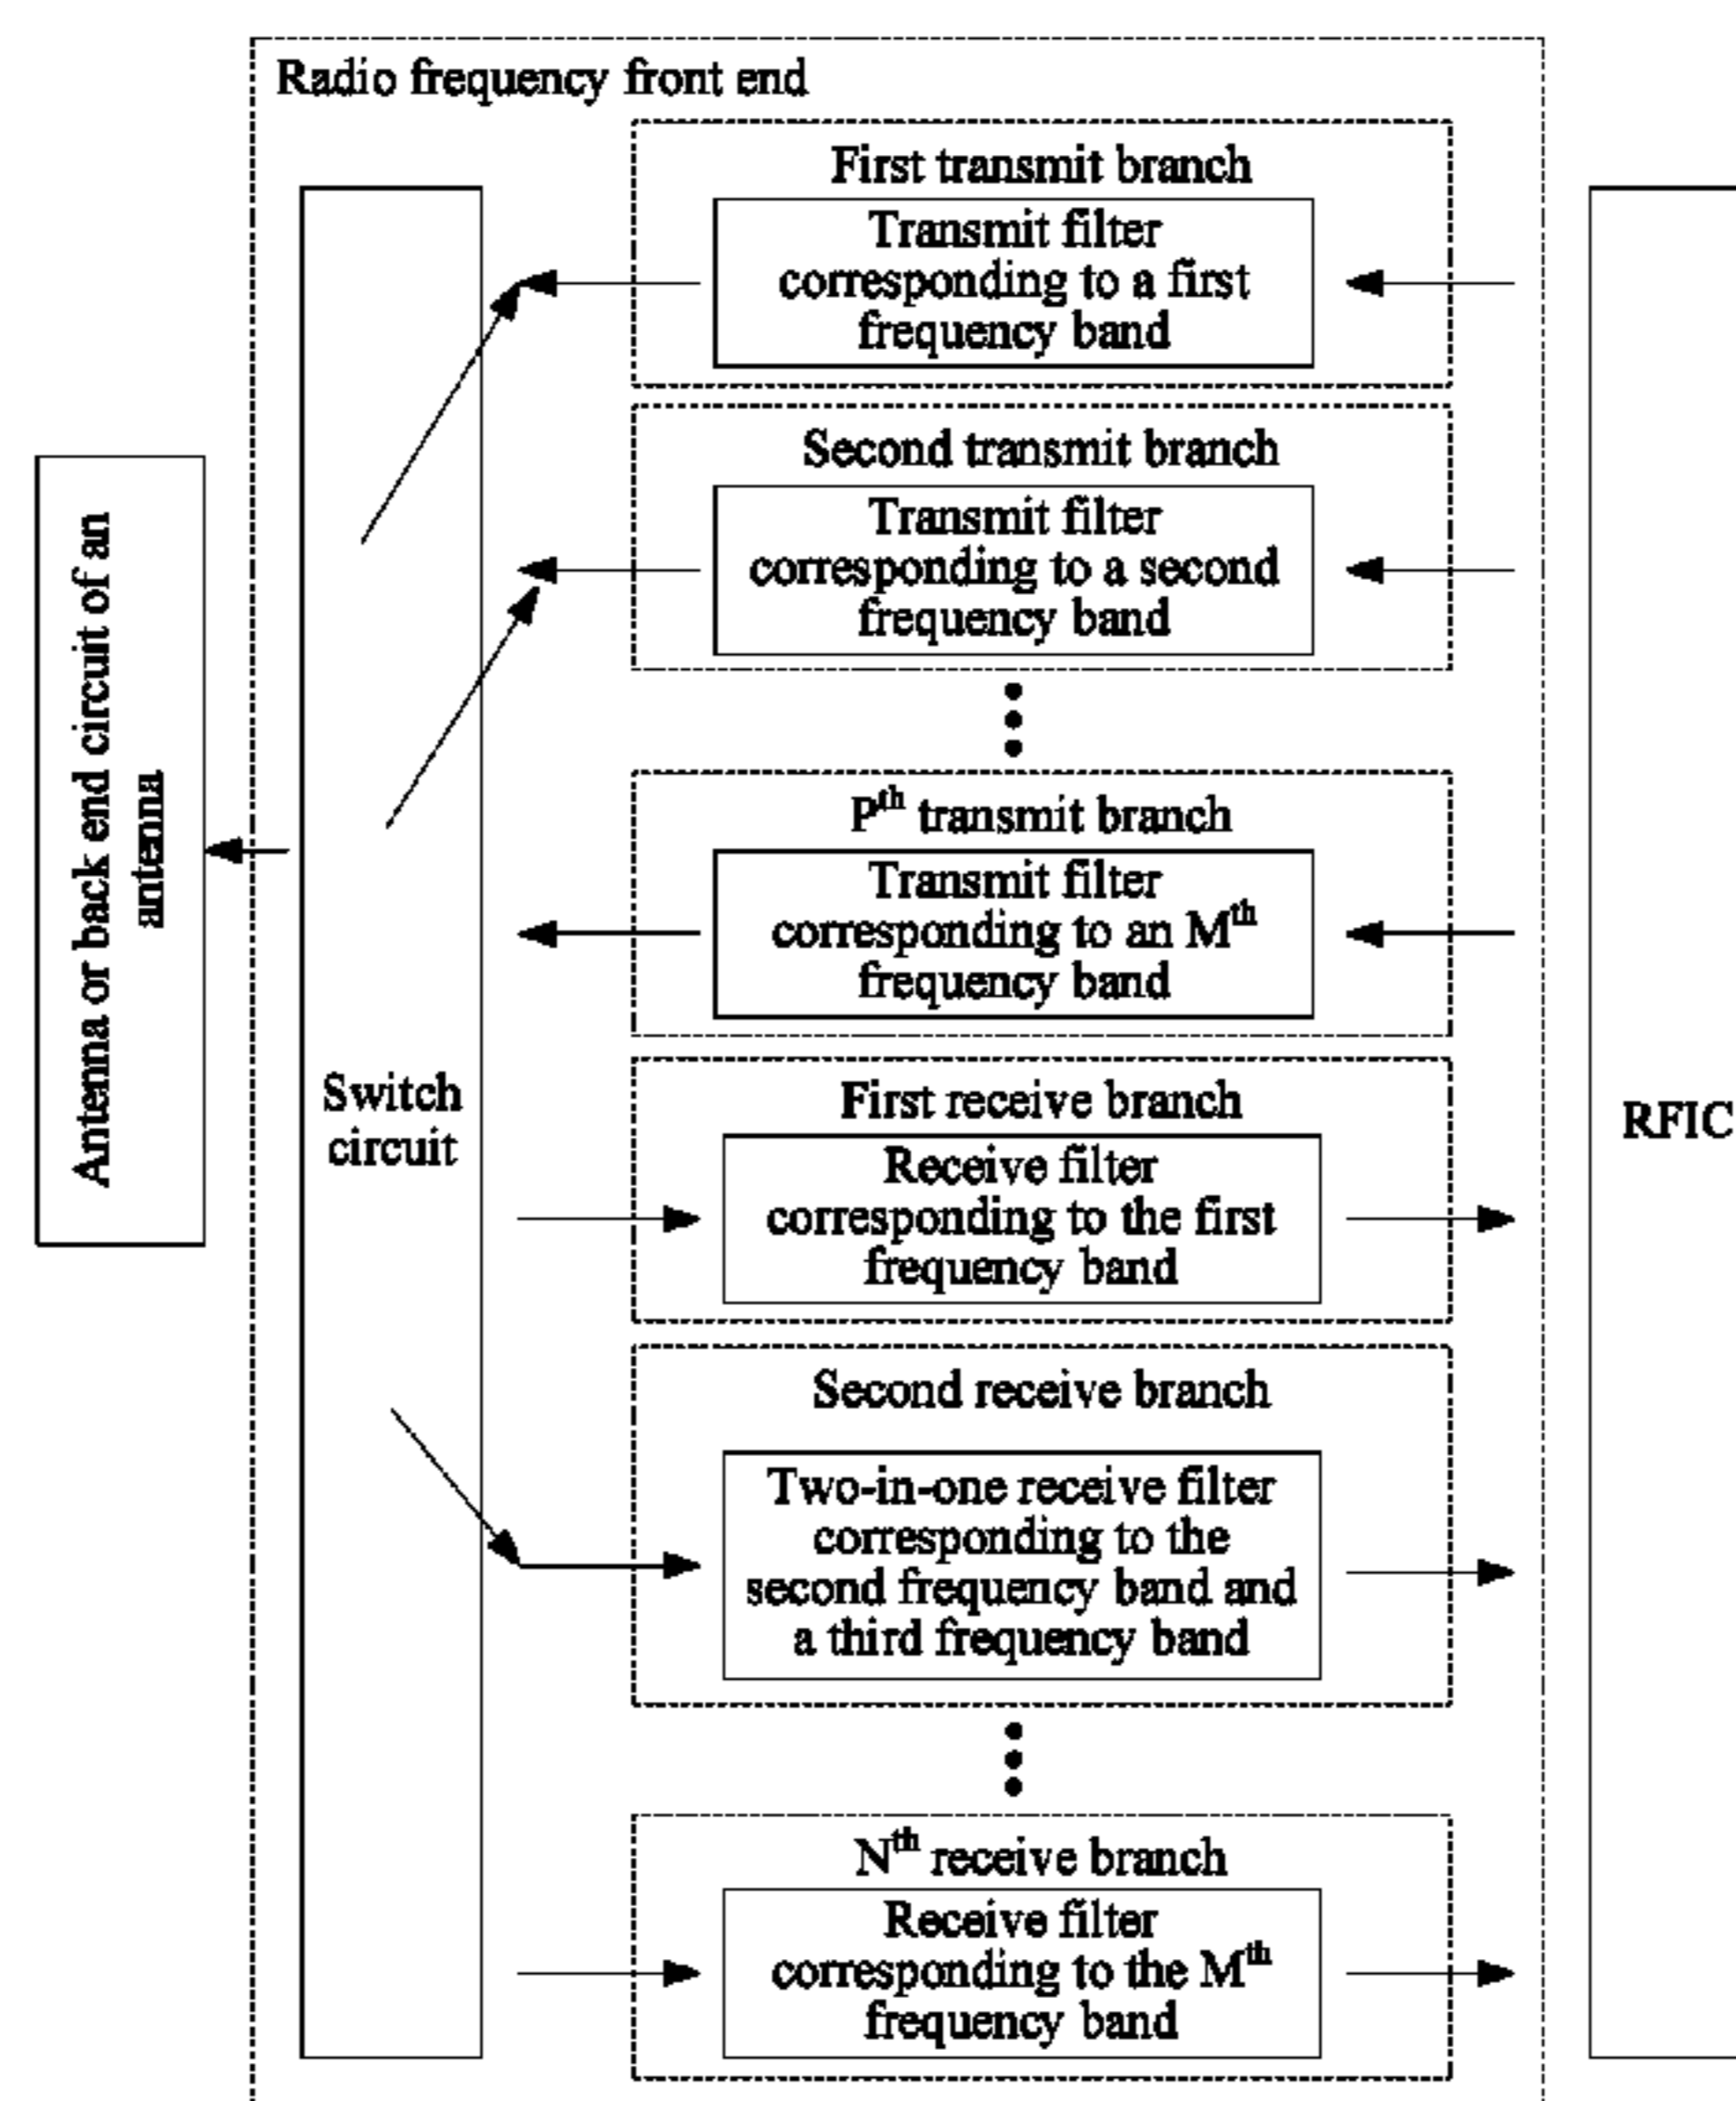 Radio frequency front end
First transmit branch
Transmit filter
corresponding to a first
frequency band
Second transmit branch
Transmit filter
corresponding to a second
frequency band
Pth transmit branch
Transmit filter
corresponding to an Mth
frequency band
Antenna or back end circuit of an
antenna
Switch
circuit
First receive branch
Receive filter
corresponding to the first
frequency band
RFIC
Second receive branch
Two-in-one receive filter
corresponding to the
second frequency band and
a third frequency band
Nth receive branch
Receive filter
corresponding to the Mth
frequency band